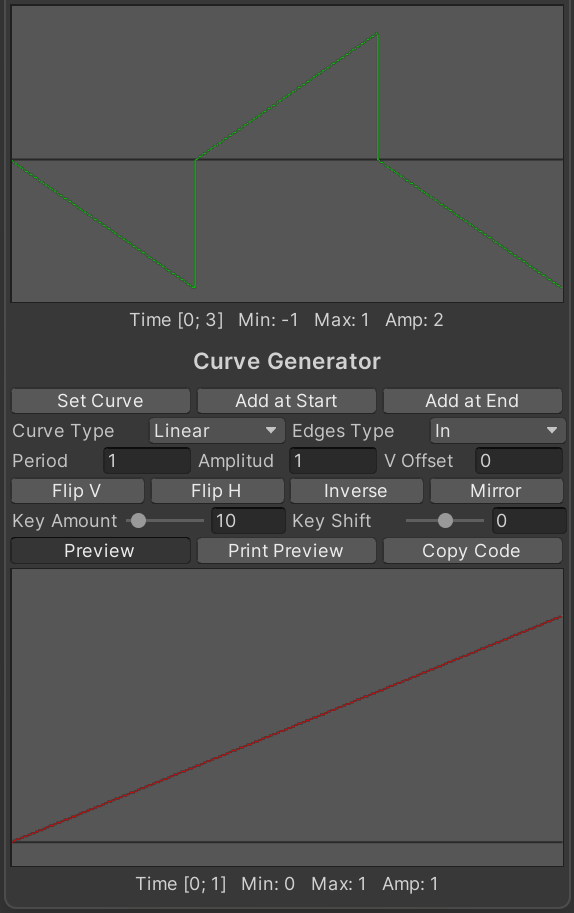 Time [0; 3] Min: -1 Max: 1 Amp: 2
Curve Generator
Set Curve Add at Start Add at End
Curve Type Linear Edges Type In
Period 1 Amplitud 1 V Offset 0
Flip V Flip H Inverse Mirror
Key Amount 10 Key Shift 0
Preview Print Preview Copy Code
Time [0; 1] Min: 0 Max: 1 Amp: 1